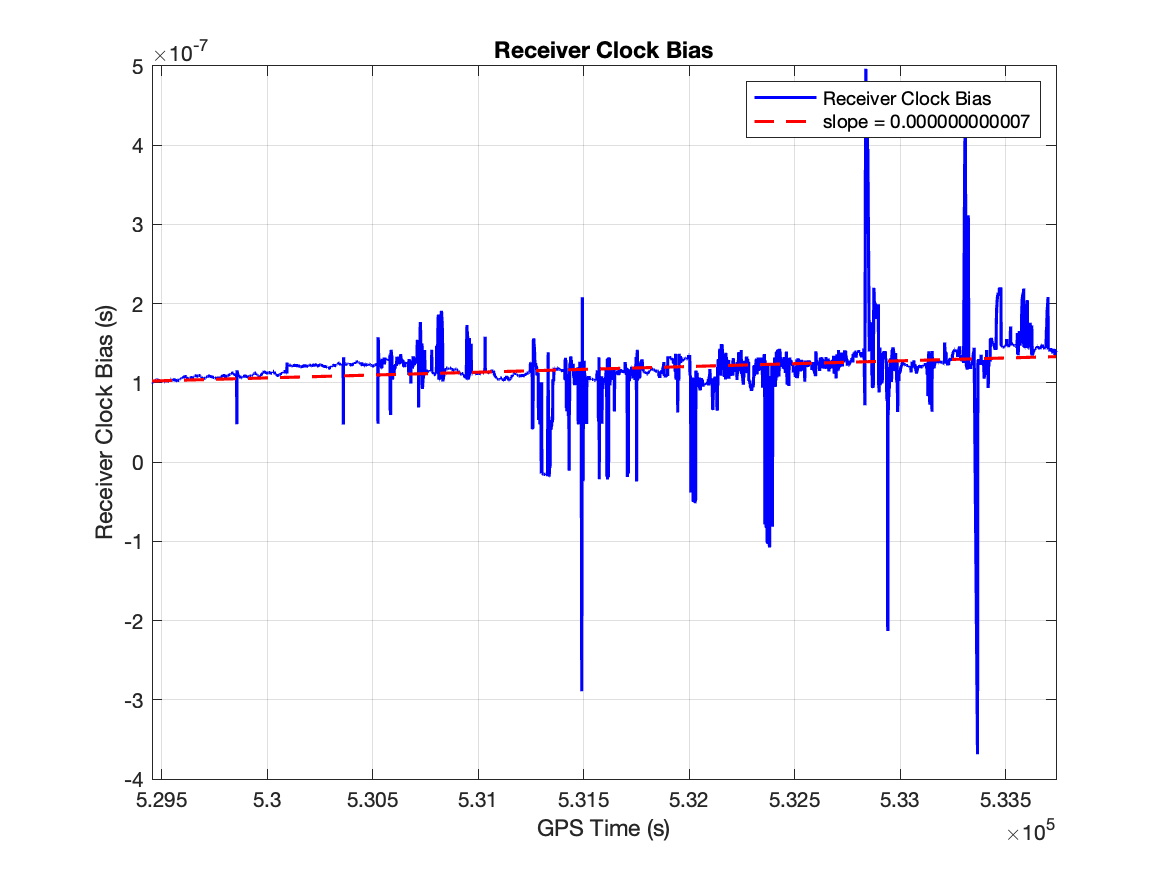 Receiver Clock Bias
×10-7
5
4
3
2
1
0
-1
-2
-3
-4
Receiver Clock Bias (s)
Receiver Clock Bias
slope = 0.000000000007
5.295 5.3 5.305 5.31 5.315 5.32 5.325 5.33 5.335
GPS Time (s)
×105